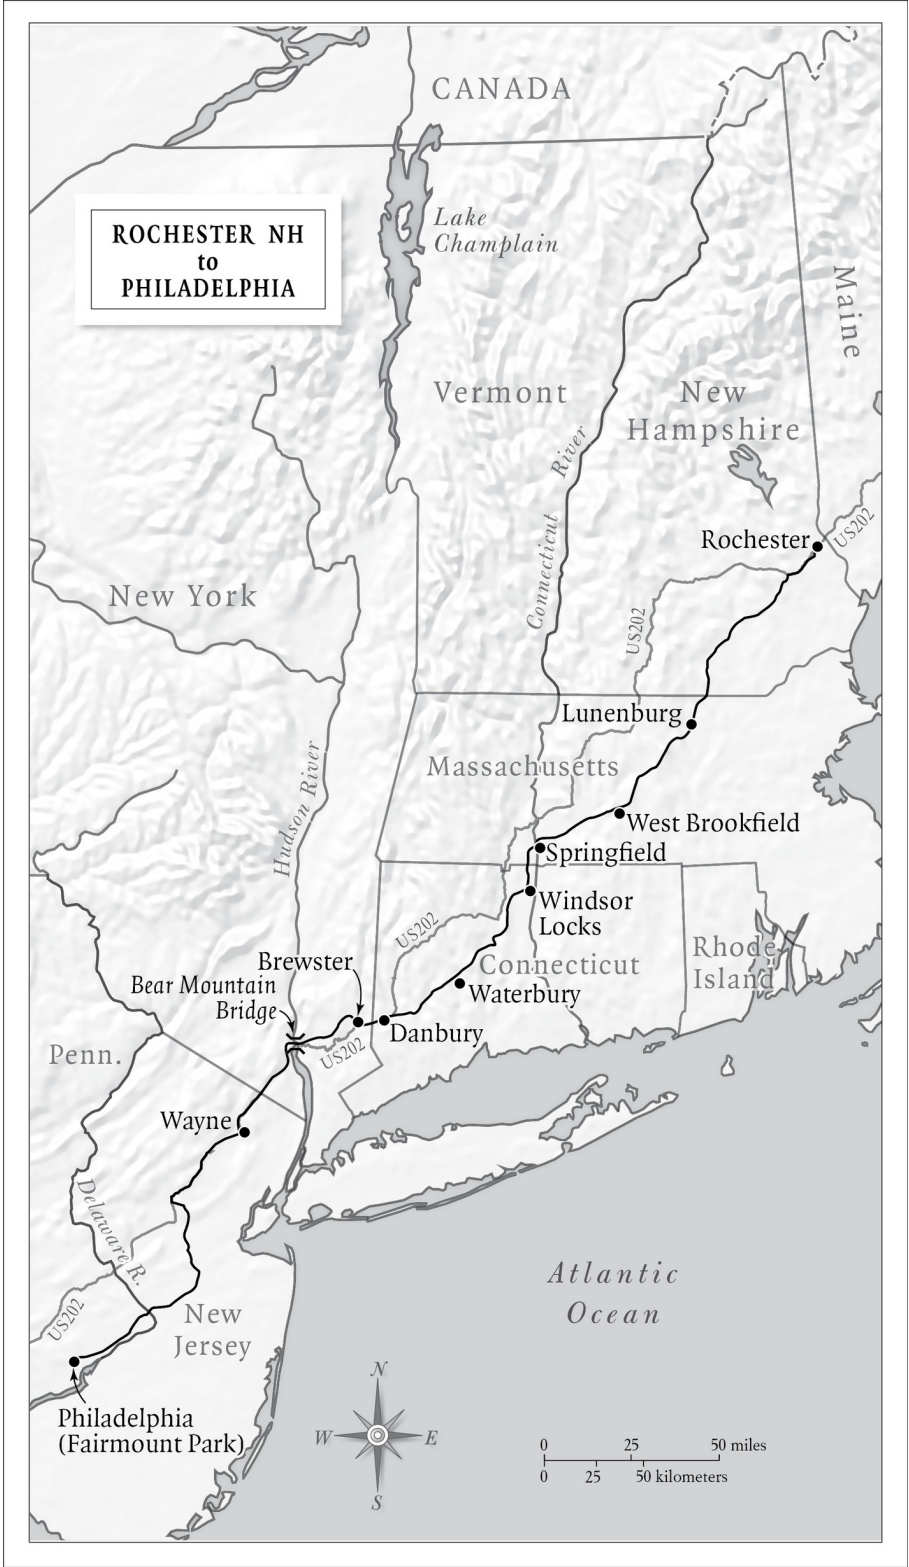 CANADA
ROCHESTER NH
to
PHILADELPHIA
Lake
Champlain
Maine
Vermont
New
Hampshire
Connecticut River
Rochester
US202
New York
US202
Lunenburg
Massachusetts
Hudson River
West Brookfield
Springfield
Windsor
Locks
US202
Rhode
Island
Connecticut
Brewster
Bear Mountain
Bridge
Waterbury
Danbury
US202
Penn.
Wayne
Delaware R.
Atlantic
Ocean
US202
New
Jersey
Philadelphia
(Fairmount Park)
N
W E
S
0 25 50 miles
0 25 50 kilometers